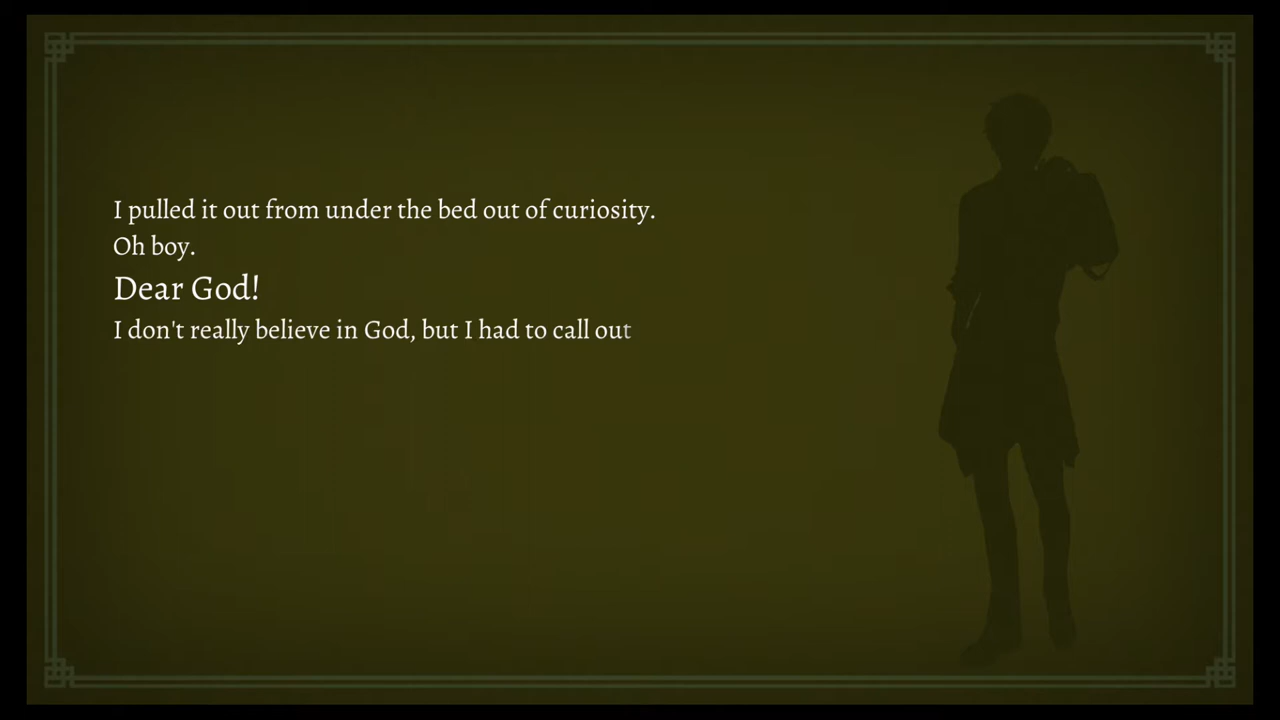 I pulled it out from under the bed out of curiosity.
Oh boy.
Dear God!
I don't really believe in God, but I had to call out